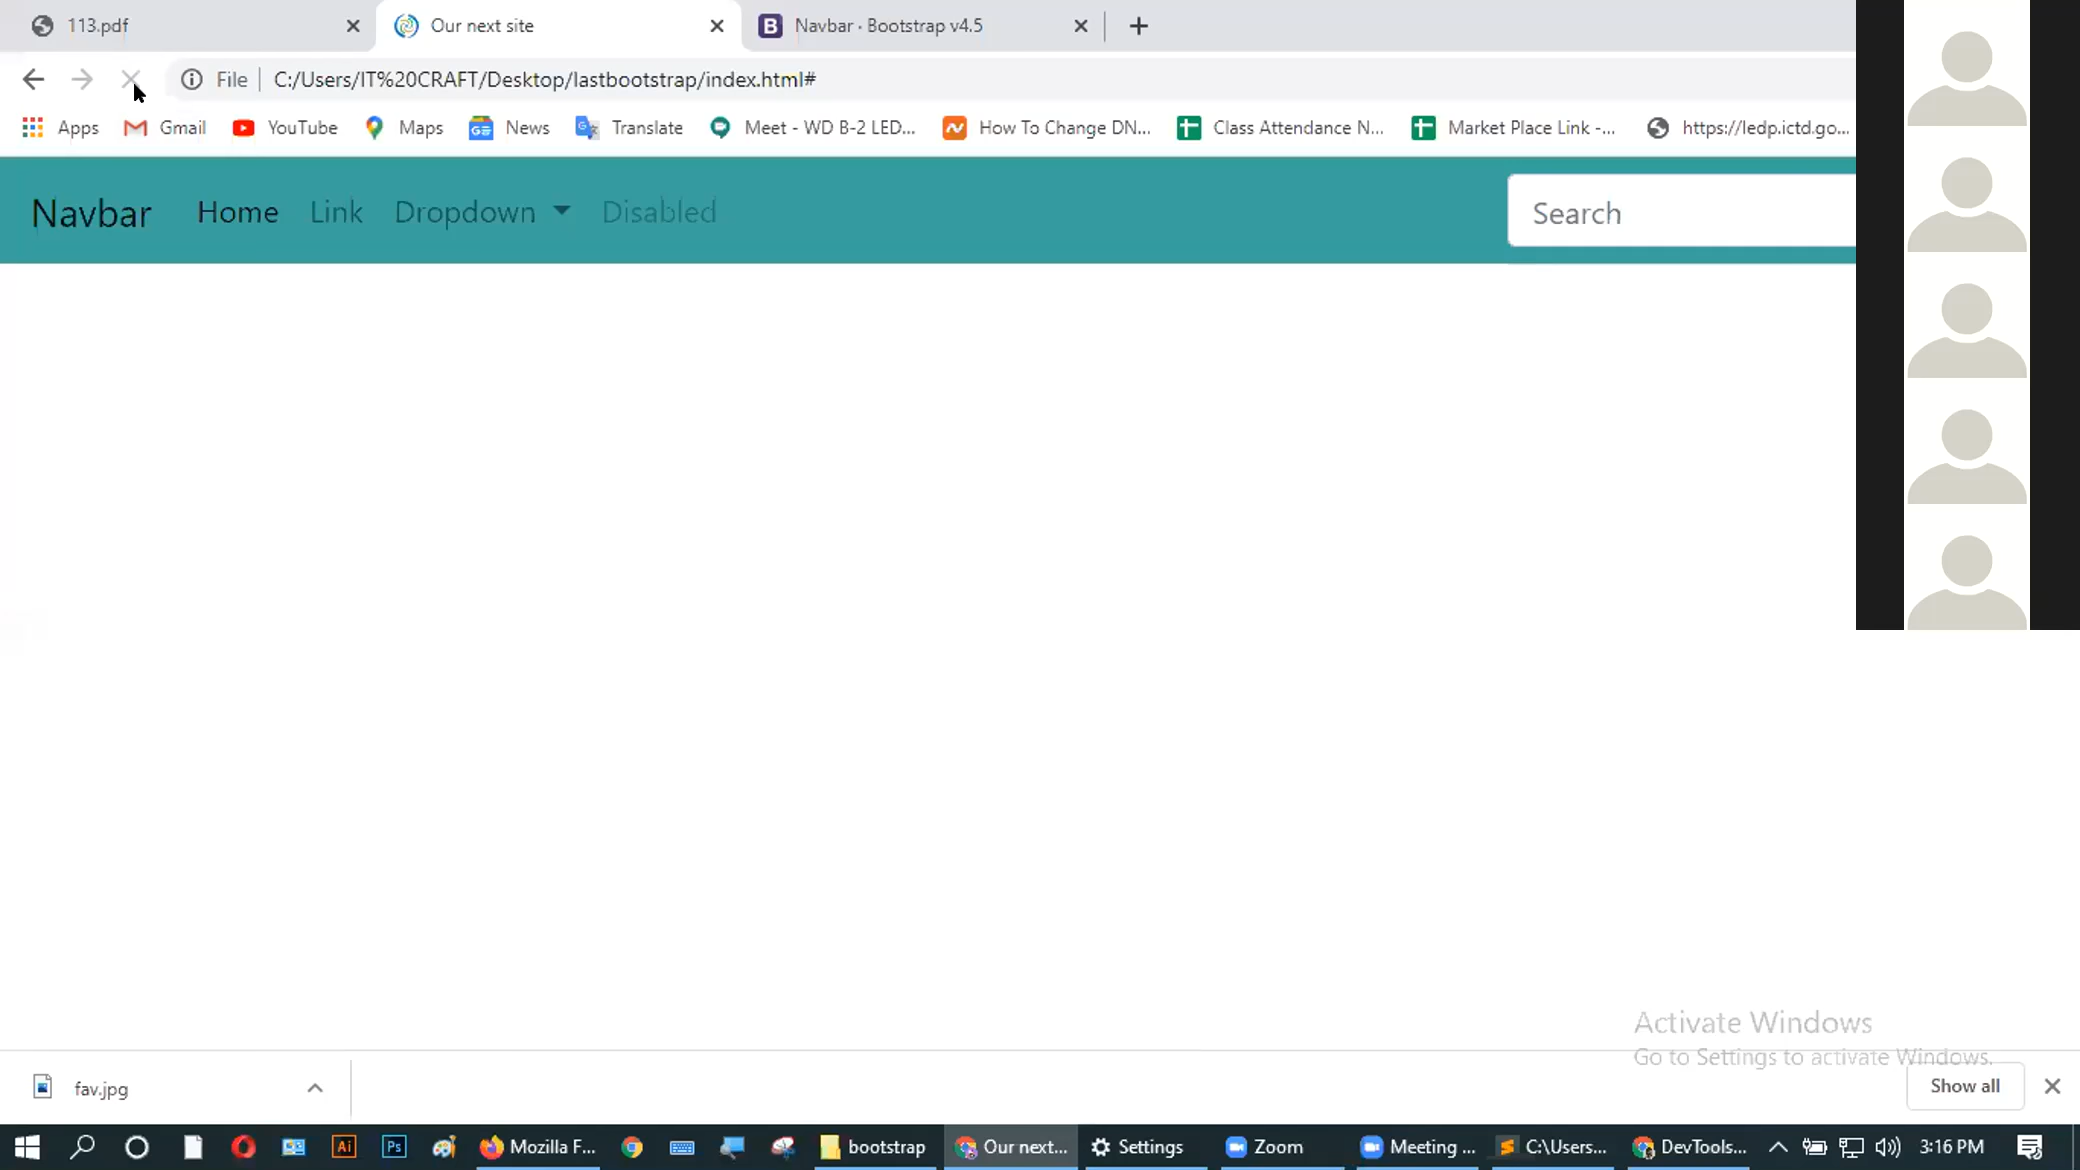 113.pdf
Our next site
Navbar · Bootstrap v4.5
File
C:/Users/IT%20CRAFT/Desktop/lastbootstrap/index.html#
Apps
Gmail
YouTube
Maps
News
Translate
Meet - WD B-2 LED...
How To Change DN...
Class Attendance N...
Market Place Link -...
https://ledp.ictd.go...
Navbar
Home
Link
Dropdown
Disabled
Search
Activate Windows
Go to Settings to activate Windows.
fav.jpg
Show all
Ai
Ps
Mozilla F...
bootstrap
Our next...
Settings
Zoom
Meeting ...
C:\Users...
DevTools...
3:16 PM